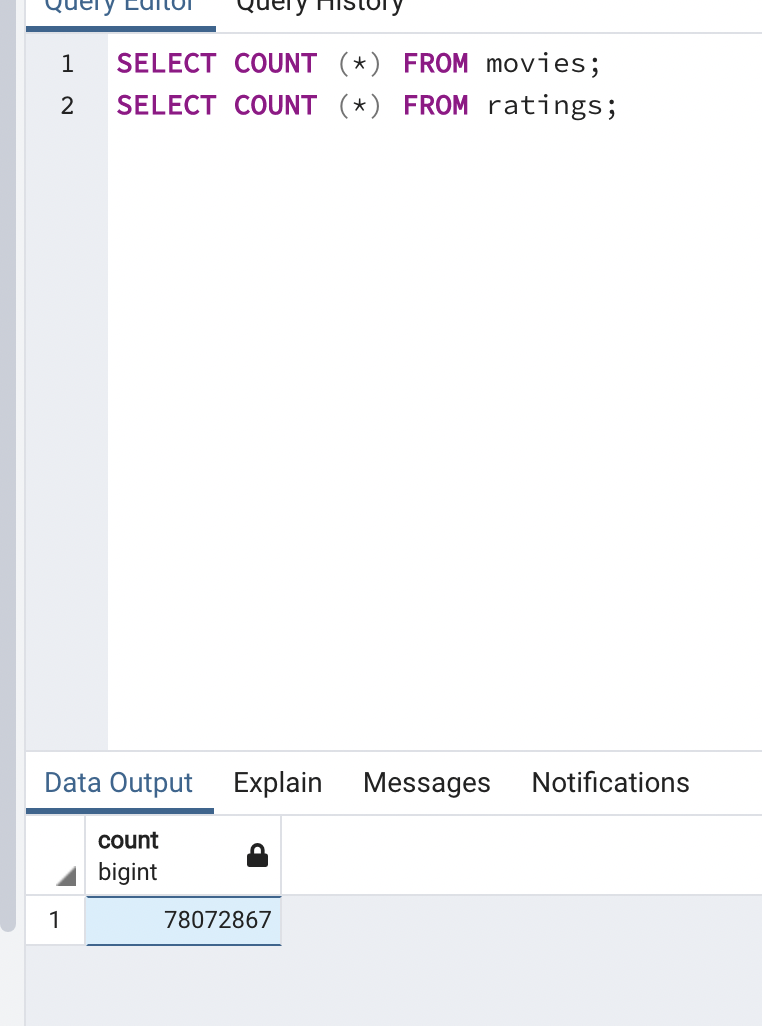 Query Editor Query History
1 SELECT COUNT (*) FROM movies;
2 SELECT COUNT (*) FROM ratings;
Data Output Explain Messages Notifications
count
bigint
1 78072867